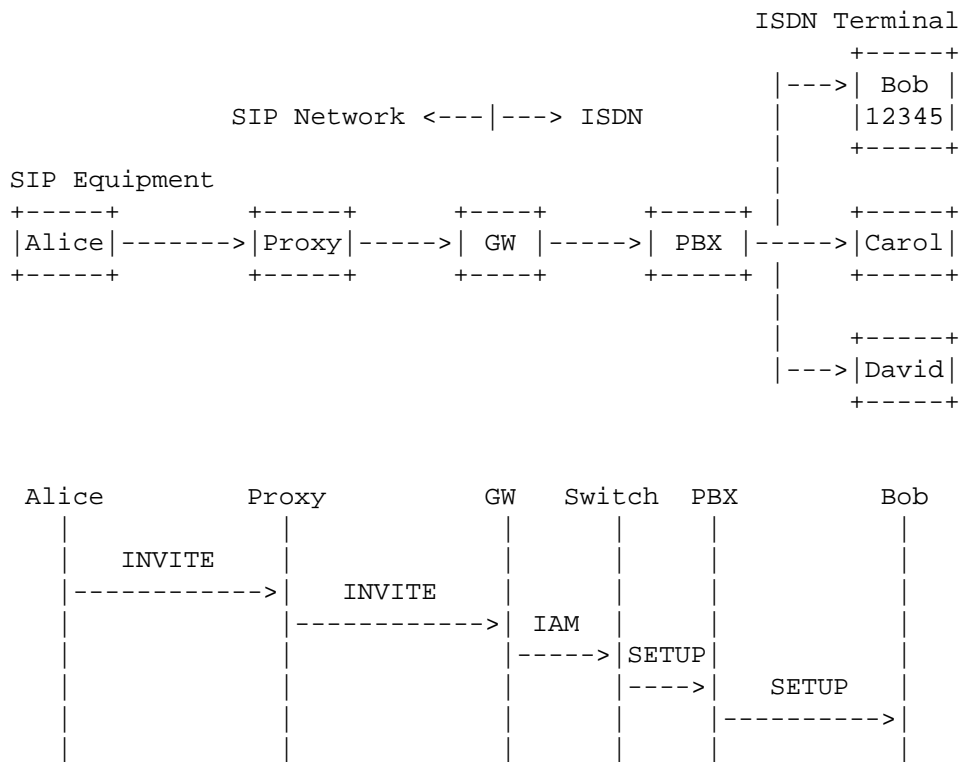 ISDN Terminal
+-----+
|--->| Bob |
SIP Network <---|---> ISDN | |12345|
| +-----+
SIP Equipment |
+-----+ +-----+ +----+ +-----+ | +-----+
|Alice|------->|Proxy|----->| GW |----->| PBX |----->|Carol|
+-----+ +-----+ +----+ +-----+ | +-----+
|
| +-----+
|--->|David|
+-----+
Alice Proxy GW Switch PBX Bob
| | | | | |
| INVITE | | | | |
|------------>| INVITE | | | |
| |------------>| IAM | | |
| | |----->|SETUP| |
| | | |---->| SETUP |
| | | | |---------->|
| | | | | |